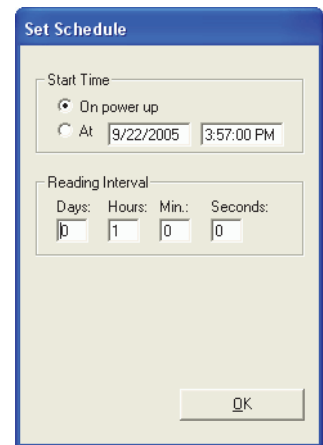 Set Schedule
Start Time
On power up
At 9/22/2005 3:57:00 PM
Reading Interval
Days: Hours: Min.: Seconds:
0 1 0 0
OK